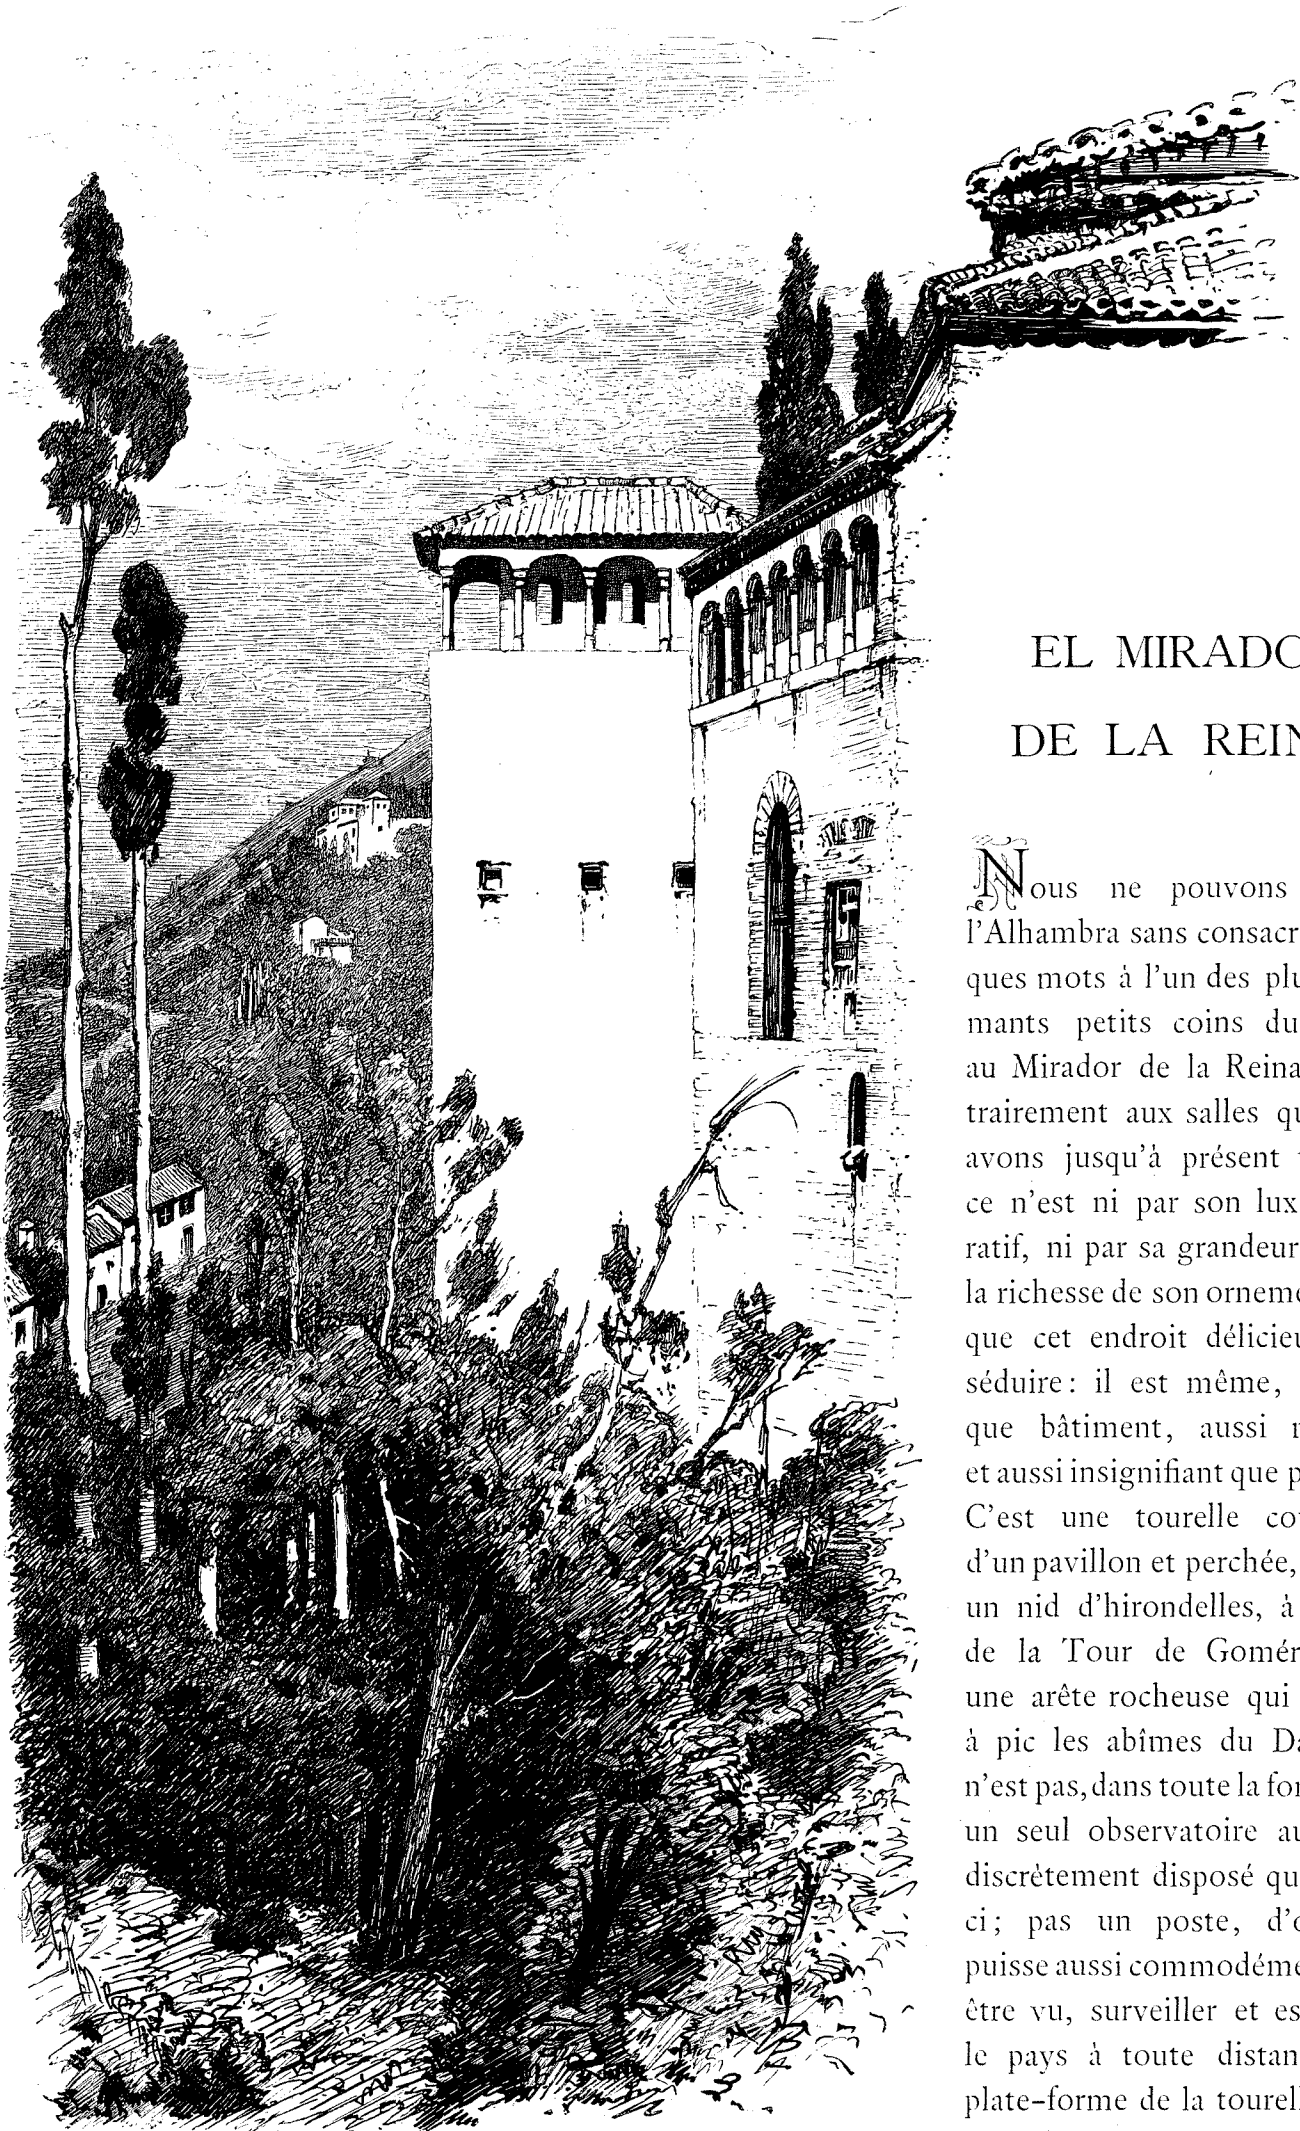 EL MIRADO
DE LA REIN
Nous ne pouvons
l'Alhambra sans consacr
ques mots à l'un des plu
mants petits coins du
au Mirador de la Reina
trairement aux salles qu
avons jusqu'à présent
ce n'est ni par son lux
ratif, ni par sa grandeur
la richesse de son orneme
que cet endroit délicieu
séduire: il est même,
que bâtiment, aussi
et aussi insignifiant que p
C'est une tourelle co
d'un pavillon et perchée,
un nid d'hirondelles, à
de la Tour de Gomér
une arête rocheuse qui
à pic les abîmes du Da
n'est pas, dans toute la for
un seul observatoire au
discrètement disposé qu
ci; pas un poste, d'o
puisse aussi commodéme
être vu, surveiller et es
le pays à toute distan
plate-forme de la tourell